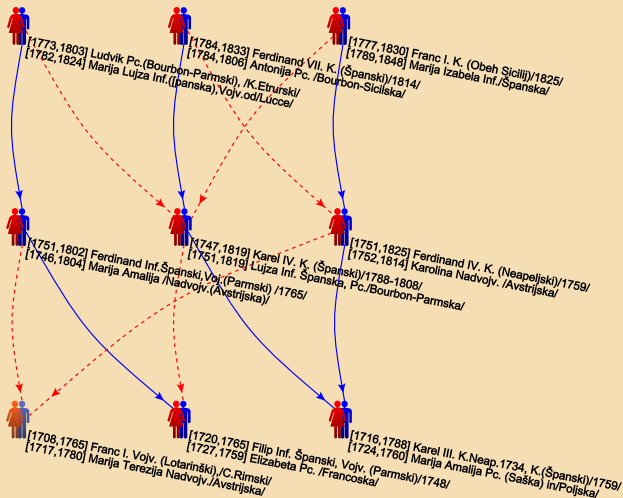 [1773,1803] Ludvik Pc.(Bourbon-Parmski), /K.Etrurski/
[1782,1824] Marija Lujza Inf.([panska),Vojv.od/Lucce/
[1784,1833] Ferdinand VII. K. (Španski)/1814/
[1784,1806] Antonija Pc. /Bourbon-Sicilska/
[1777,1830] Franc I. K. (Obeh Sicilij)/1825/
[1789,1848] Marija Izabela Inf./Španska/
[1751,1802] Ferdinand Inf.Španski,Voj.(Parmski) /1765/
[1746,1804] Marija Amalija /Nadvojv.(Avstrijska)/
[1747,1819] Karel IV. K. (Španski)/1788-1808/
[1751,1819] Lujza Inf. Španska, Pc./Bourbon-Parmska/
[1751,1825] Ferdinand IV. K. (Neapeljski)/1759/
[1752,1814] Karolina Nadvojv. /Avstrijska/
[1708,1765] Franc I. Vojv. (Lotarinški),/C.Rimski/
[1717,1780] Marija Terezija Nadvojv./Avstrijska/
[1720,1765] Filip Inf. Španski, Vojv. (Parmski)/1748/
[1727,1759] Elizabeta Pc. /Francoska/
[1716,1788] Karel III. K.Neap.1734, K.(Španski)/1759/
[1724,1760] Marija Amalija Pc. (Saška) in/Poljska/